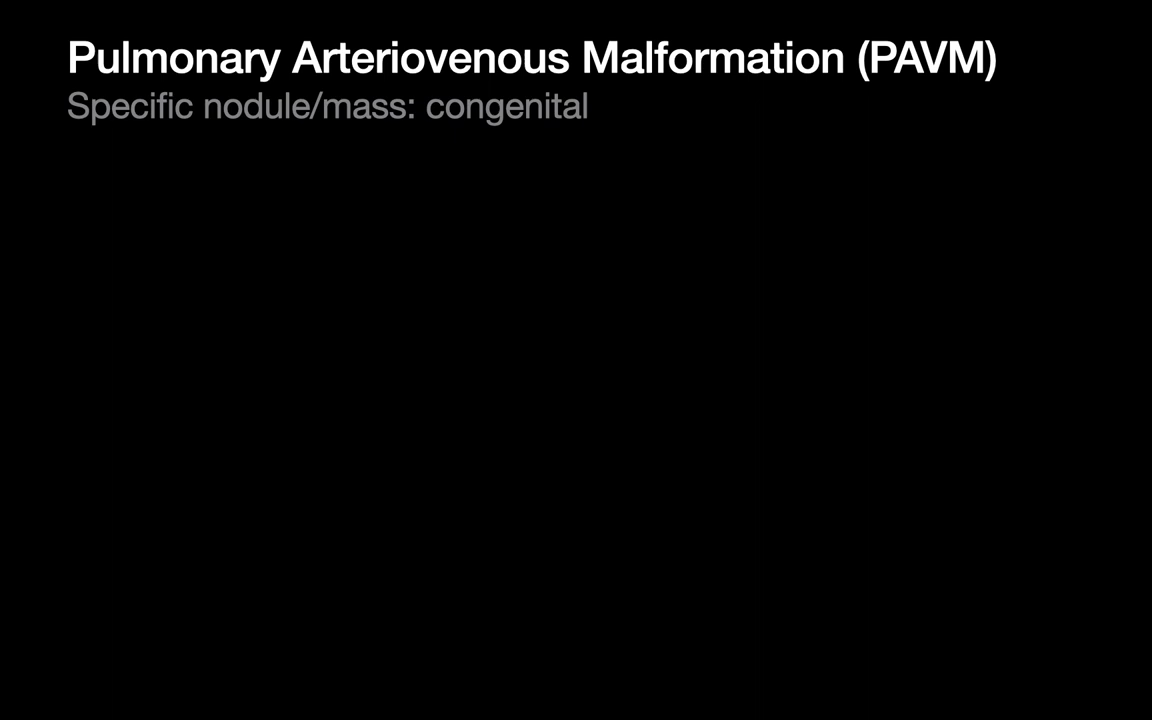 Pulmonary Arteriovenous Malformation (PAVM)
Specific nodule/mass: congenital